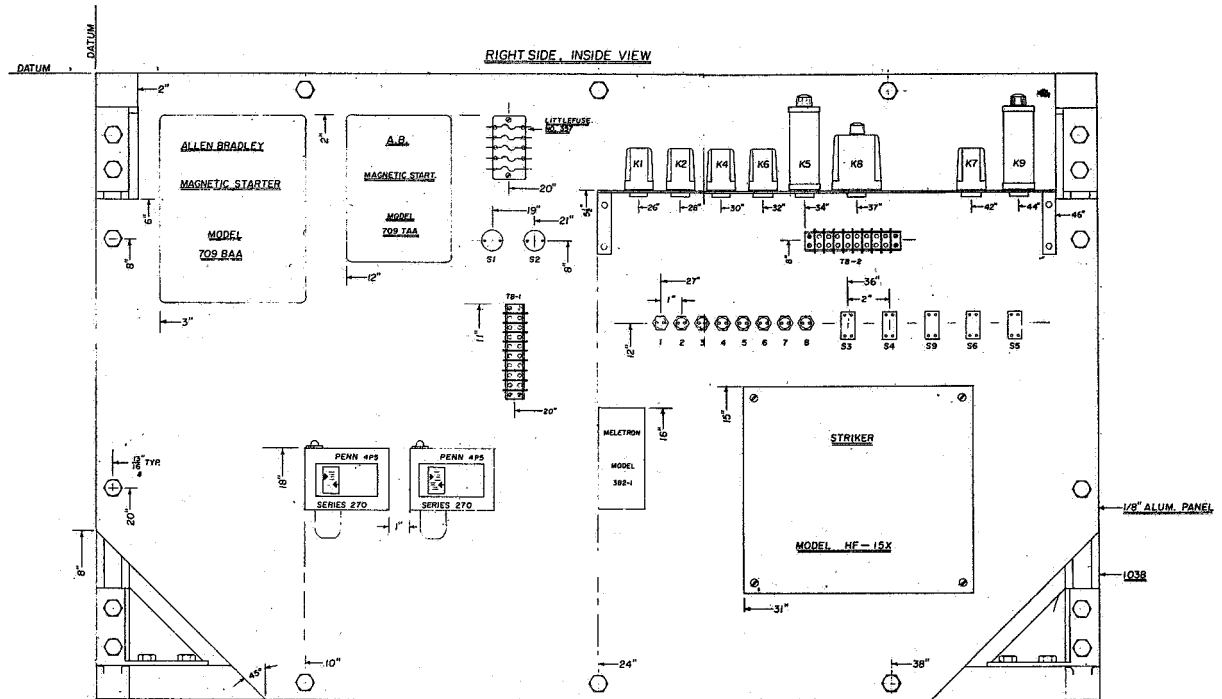 DATUM
DATUM
RIGHT SIDE, INSIDE VIEW
2"
ALLEN BRADLEY
MAGNETIC STARTER
MODEL
709 BAA
2"
A.B.
MAGNETIC START.
MODEL
709 TAA
LITTLEFUSE
NO. 357
20"
K1
K2
K4
K6
K5
K8
K7
K9
5½"
26"
28"
30"
32"
34"
37"
42"
44"
46"
6"
8"
19"
21"
S1
S2
8"
8"
TB-2
12"
3"
TB-1
11"
20"
27"
1"
36"
2"
12"
1
2
3
4
5
6
7
8
S3
S4
S9
S6
S5
15"
STRIKER
MODEL HF-15X
31"
MELETRON
MODEL
382-1
16"
TYP.
20"
18"
PENN 4P5
SERIES 270
PENN 4P5
SERIES 270
1"
1/8" ALUM. PANEL
1038
8"
45°
10"
24"
38"